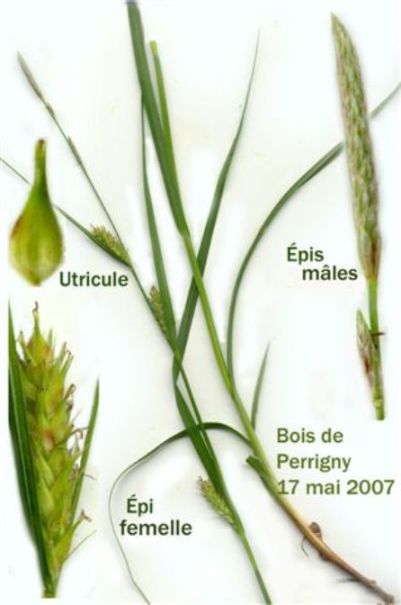 Utricule
Épis
mâles
Bois de
Perrigny
17 mai 2007
Épi
femelle